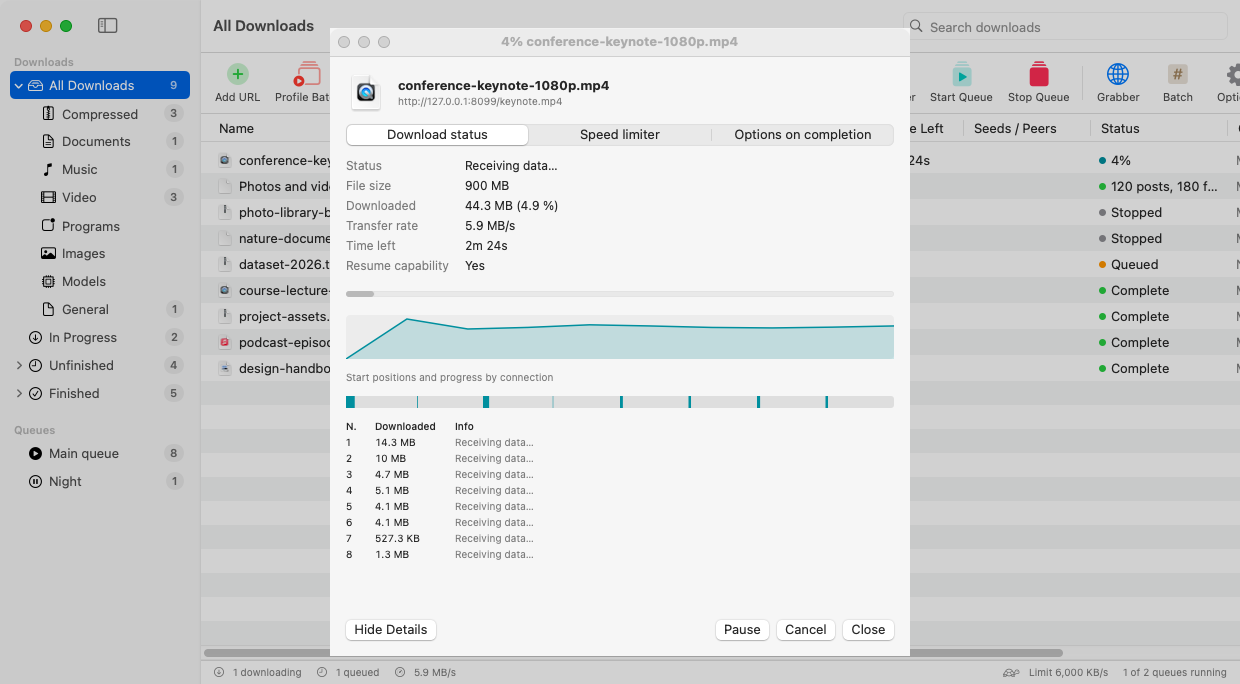 All Downloads
Search downloads
4% conference-keynote-1080p.mp4
Downloads
All Downloads 9
Compressed 3
Documents 1
Music 1
Video 3
Programs
Images
Models
General 1
In Progress 2
Unfinished 4
Finished 5
Queues
Main queue 8
Night 1
Add URL
Profile Bat
Start Queue
Stop Queue
Grabber
Batch
Opti
Name
e Left
Seeds / Peers
Status
conference-key
24s
4%
Photos and vid
120 posts, 180 f...
photo-library-b
Stopped
nature-docume
Stopped
dataset-2026.t
Queued
course-lecture-
Complete
project-assets.
Complete
podcast-episod
Complete
design-handbo
Complete
conference-keynote-1080p.mp4
http://127.0.0.1:8099/keynote.mp4
Download status
Speed limiter
Options on completion
Status Receiving data...
File size 900 MB
Downloaded 44.3 MB (4.9 %)
Transfer rate 5.9 MB/s
Time left 2m 24s
Resume capability Yes
Start positions and progress by connection
N. Downloaded Info
1 14.3 MB Receiving data...
2 10 MB Receiving data...
3 4.7 MB Receiving data...
4 5.1 MB Receiving data...
5 4.1 MB Receiving data...
6 4.1 MB Receiving data...
7 527.3 KB Receiving data...
8 1.3 MB Receiving data...
Hide Details
Pause
Cancel
Close
1 downloading
1 queued
5.9 MB/s
Limit 6,000 KB/s
1 of 2 queues running